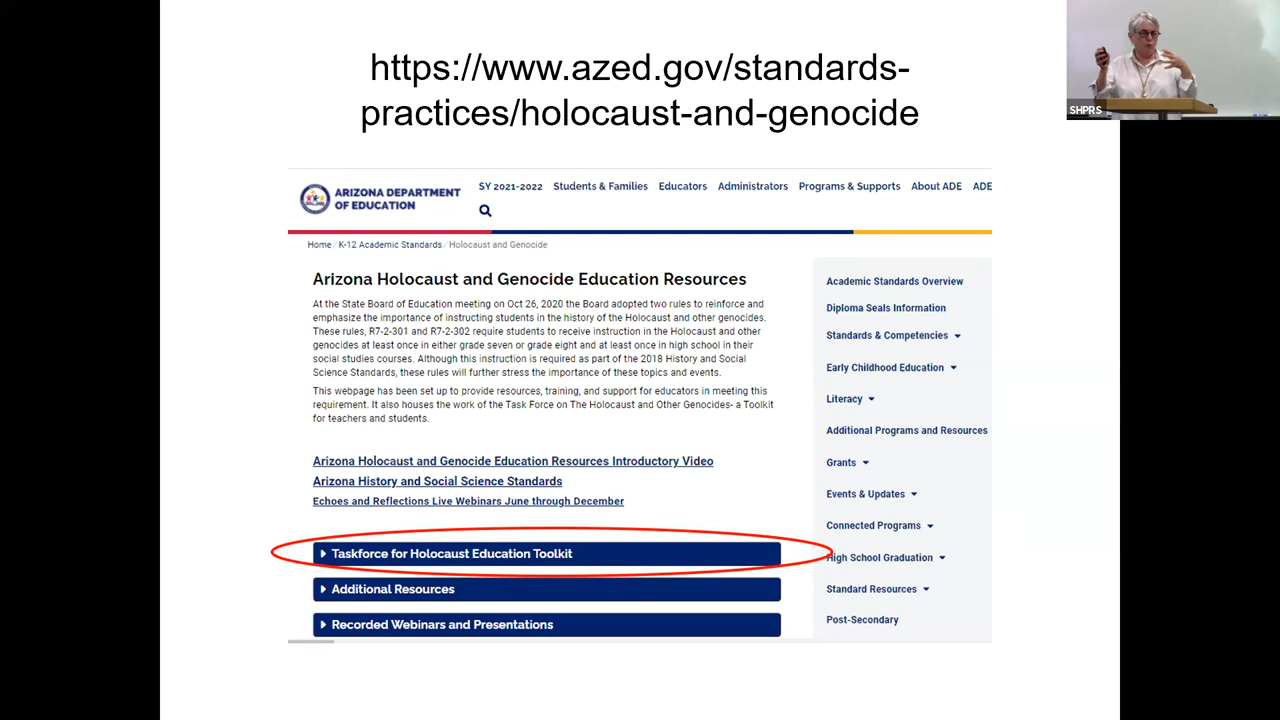 https://www.azed.gov/standards-
practices/holocaust-and-genocide
SHPRS
ARIZONA DEPARTMENT
OF EDUCATION
SY 2021-2022 Students & Families Educators Administrators Programs & Supports About ADE ADE
Home / K-12 Academic Standards / Holocaust and Genocide
Arizona Holocaust and Genocide Education Resources
At the State Board of Education meeting on Oct 26, 2020 the Board adopted two rules to reinforce and
emphasize the importance of instructing students in the history of the Holocaust and other genocides.
These rules, R7-2-301 and R7-2-302 require students to receive instruction in the Holocaust and other
genocides at least once in either grade seven or grade eight and at least once in high school in their
social studies courses. Although this instruction is required as part of the 2018 History and Social
Science Standards, these rules will further stress the importance of these topics and events.
This webpage has been set up to provide resources, training, and support for educators in meeting this
requirement. It also houses the work of the Task Force on The Holocaust and Other Genocides- a Toolkit
for teachers and students.
Arizona Holocaust and Genocide Education Resources Introductory Video
Arizona History and Social Science Standards
Echoes and Reflections Live Webinars June through December
Taskforce for Holocaust Education Toolkit
Additional Resources
Recorded Webinars and Presentations
Academic Standards Overview
Diploma Seals Information
Standards & Competencies
Early Childhood Education
Literacy
Additional Programs and Resources
Grants
Events & Updates
Connected Programs
High School Graduation
Standard Resources
Post-Secondary